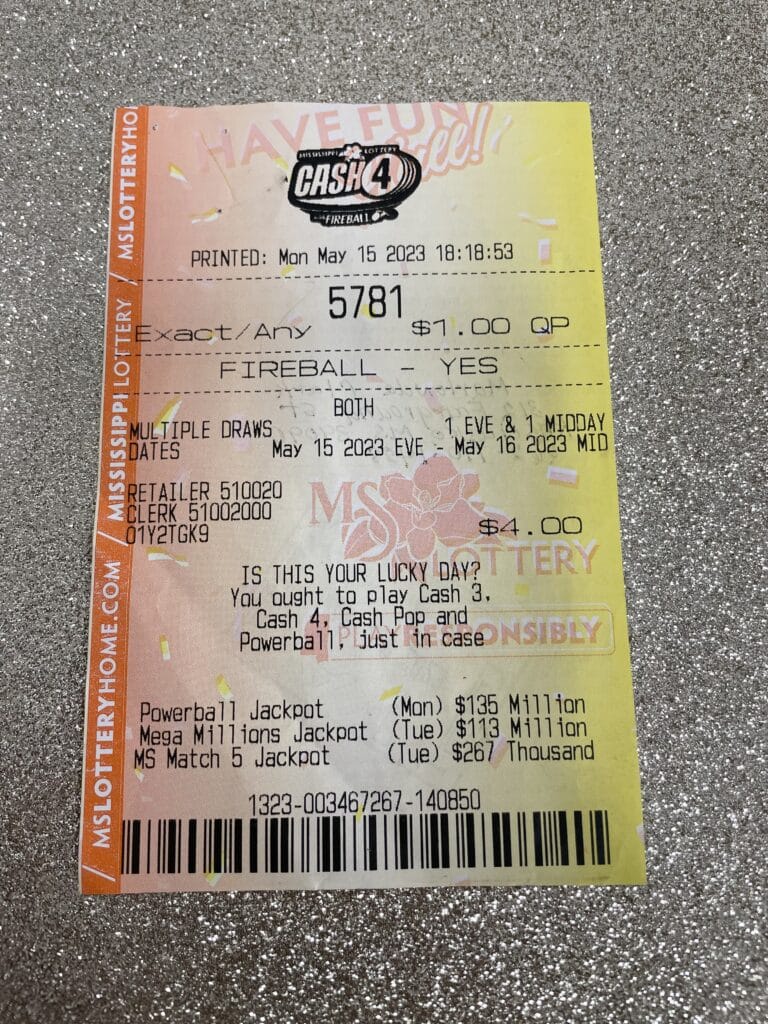 HAVE FUN
MISSISSIPPI LOTTERY
CASH 4
FIREBALL
PRINTED: Mon May 15 2023 18:18:53
5781
Exact/Any $1.00 QP
FIREBALL - YES
BOTH
MULTIPLE DRAWS 1 EVE & 1 MIDDAY
DATES May 15 2023 EVE - May 16 2023 MID
RETAILER 510020
CLERK 51002000
01Y2TGK9
MS LOTTERY
$4.00
IS THIS YOUR LUCKY DAY?
You ought to play Cash 3,
Cash 4, Cash Pop and
Powerball, just in case
PLAY RESPONSIBLY
Powerball Jackpot (Mon) $135 Million
Mega Millions Jackpot (Tue) $113 Million
MS Match 5 Jackpot (Tue) $267 Thousand
1323-003467267-140850
/ MSLOTTERYHOME.COM / MISSISSIPPI LOTTERY / MSLOTTERYHO